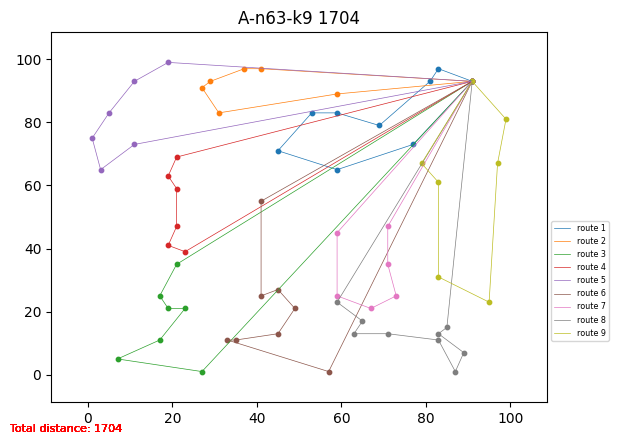 A-n63-k9 1704
100
80
60
40
20
0
0 20 40 60 80 100
route 1
route 2
route 3
route 4
route 5
route 6
route 7
route 8
route 9
Total distance: 1704